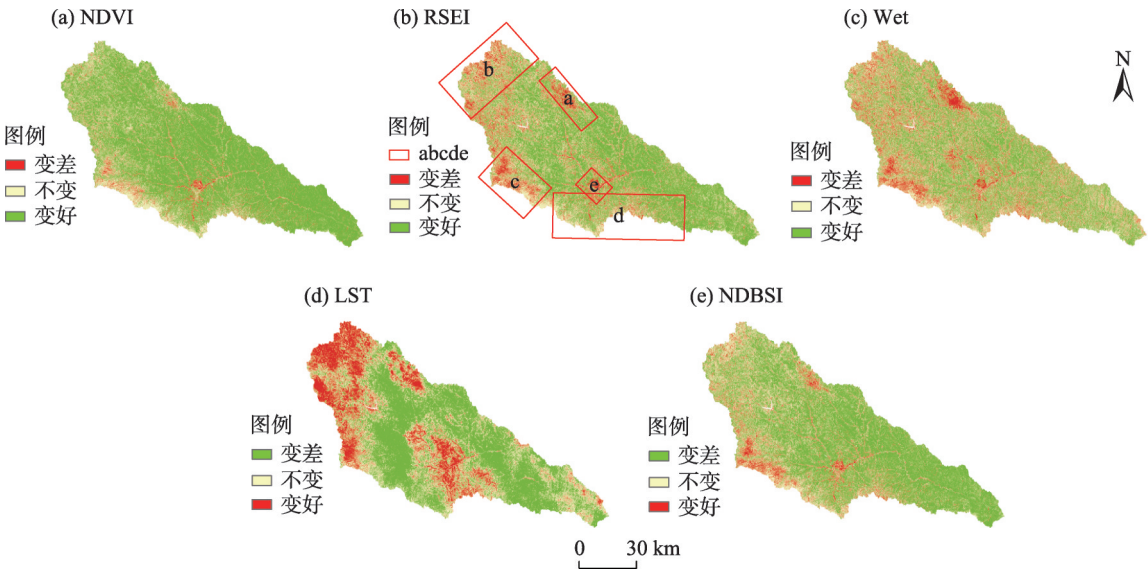 (a) NDVI
(b) RSEI
(c) Wet
N
b
a
c
e
d
图例
变差
不变
变好
图例
abcde
变差
不变
变好
图例
变差
不变
变好
(d) LST
(e) NDBSI
图例
变差
不变
变好
图例
变差
不变
变好
0 30 km